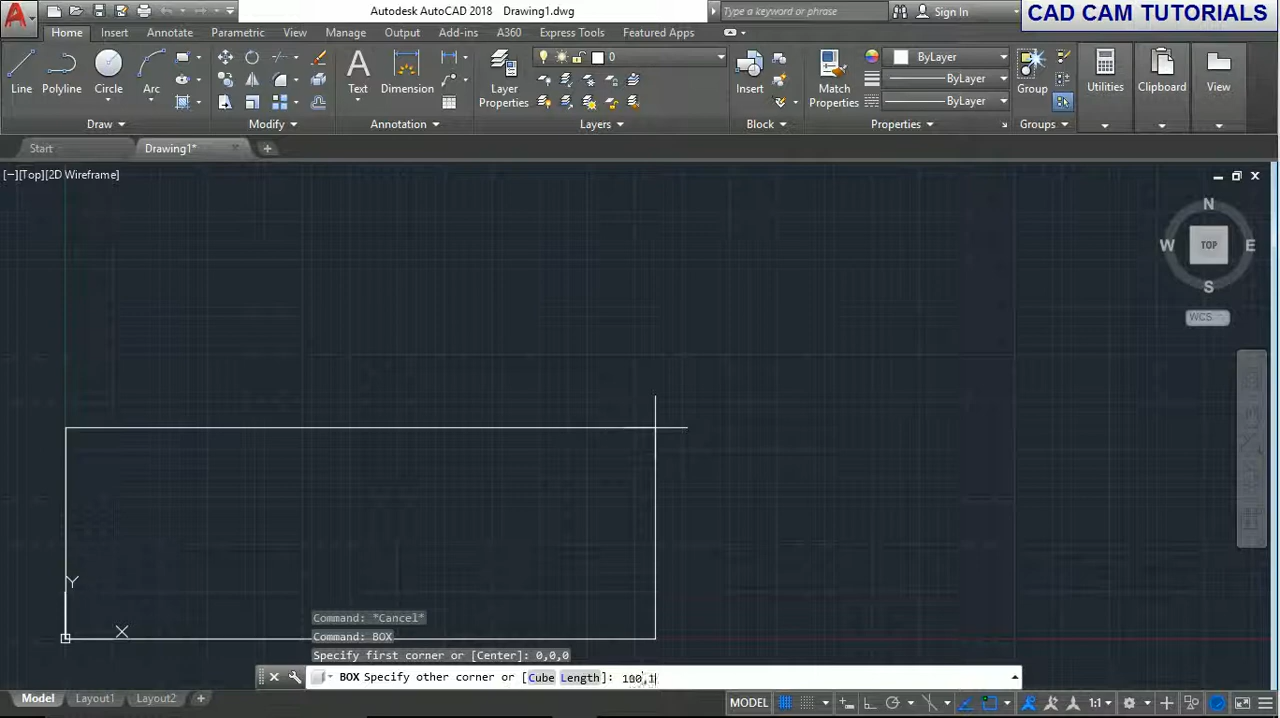 Autodesk AutoCAD 2018 Drawing1.dwg
Type a keyword or phrase
Sign In
CAD CAM TUTORIALS
Home Insert Annotate Parametric View Manage Output Add-ins A360 Express Tools Featured Apps
0
ByLayer
ByLayer
ByLayer
Line Polyline Circle Arc
Text Dimension
Layer Properties
Insert
Match Properties
Group
Utilities
Clipboard
View
Draw Modify Annotation Layers Block Properties Groups
Start Drawing1*
[−][Top][2D Wireframe]
N
W TOP E
S
WCS
Y
X
Command: *Cancel*
Command: BOX
Specify first corner or [Center]: 0,0,0
BOX Specify other corner or [Cube Length]: 100,1
Model Layout1 Layout2 +
MODEL 1:1